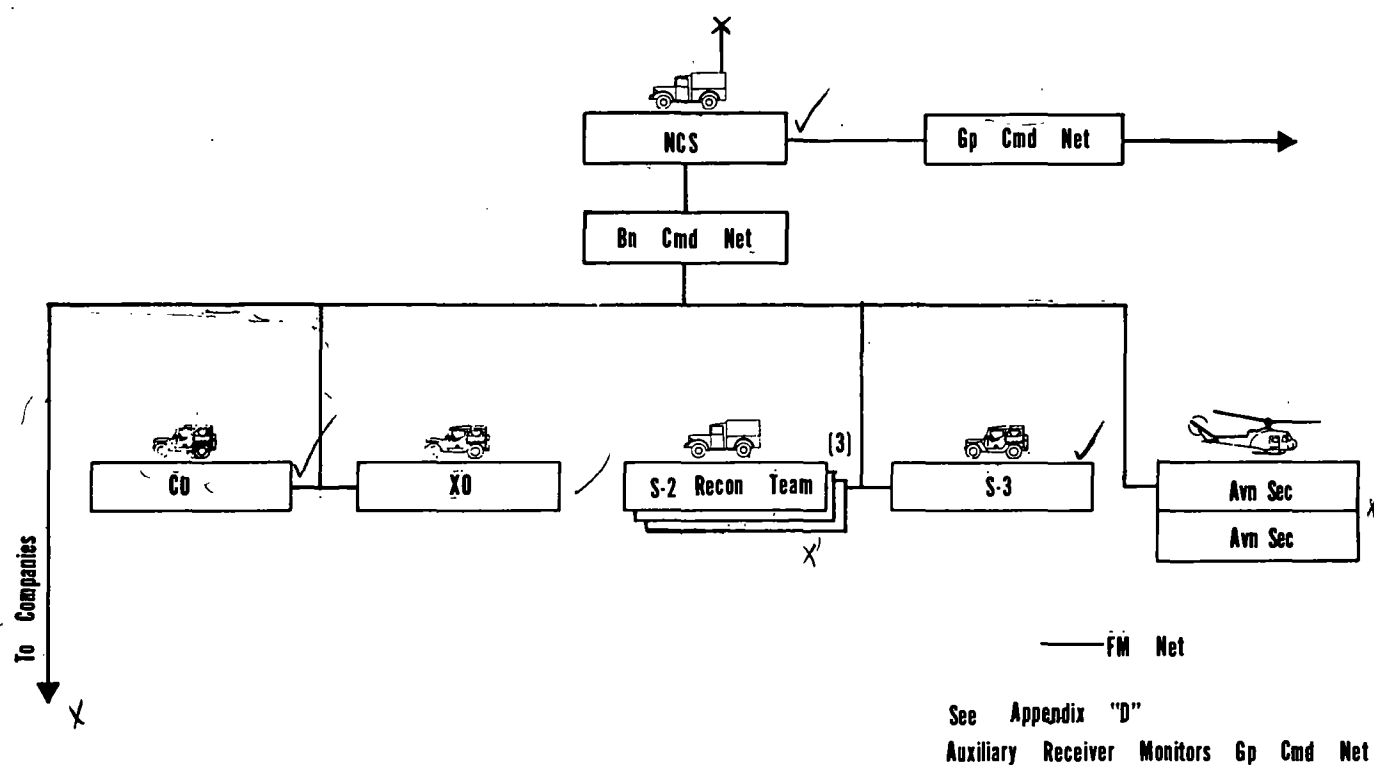 NCS
Gp Cmd Net
Bn Cmd Net
(3)
CO
XO
S-2 Recon Team
S-3
Avn Sec
Avn Sec
To Companies
X
X
X
FM Net
See Appendix "D"
Auxiliary Receiver Monitors Gp Cmd Net